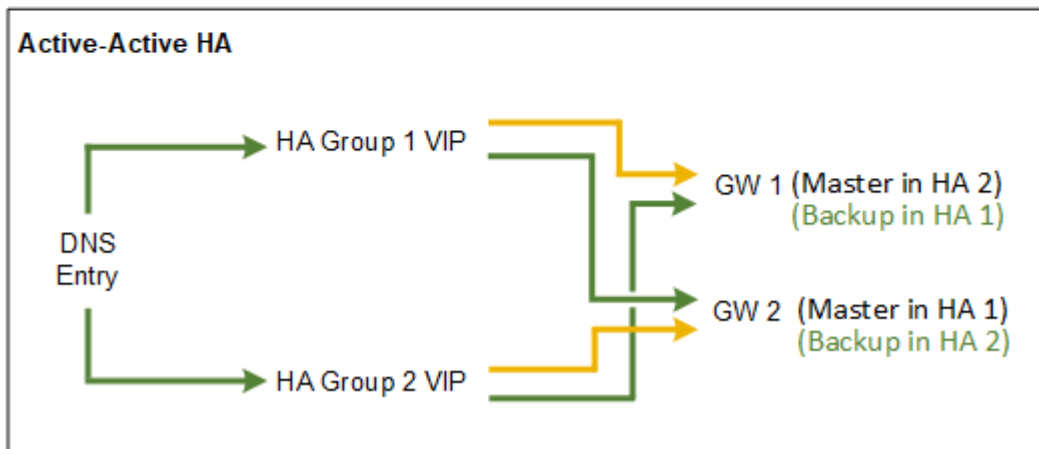 Active-Active HA
HA Group 1 VIP
GW 1 (Master in HA 2)
(Backup in HA 1)
DNS
Entry
GW 2 (Master in HA 1)
(Backup in HA 2)
HA Group 2 VIP